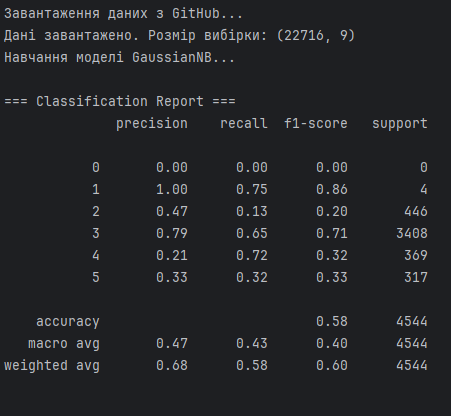 Завантаження даних з GitHub...
Дані завантажено. Розмір вибірки: (22716, 9)
Навчання моделі GaussianNB...
=== Classification Report ===
precision recall f1-score support
0 0.00 0.00 0.00 0
1 1.00 0.75 0.86 4
2 0.47 0.13 0.20 446
3 0.79 0.65 0.71 3408
4 0.21 0.72 0.32 369
5 0.33 0.32 0.33 317
accuracy 0.58 4544
macro avg 0.47 0.43 0.40 4544
weighted avg 0.68 0.58 0.60 4544